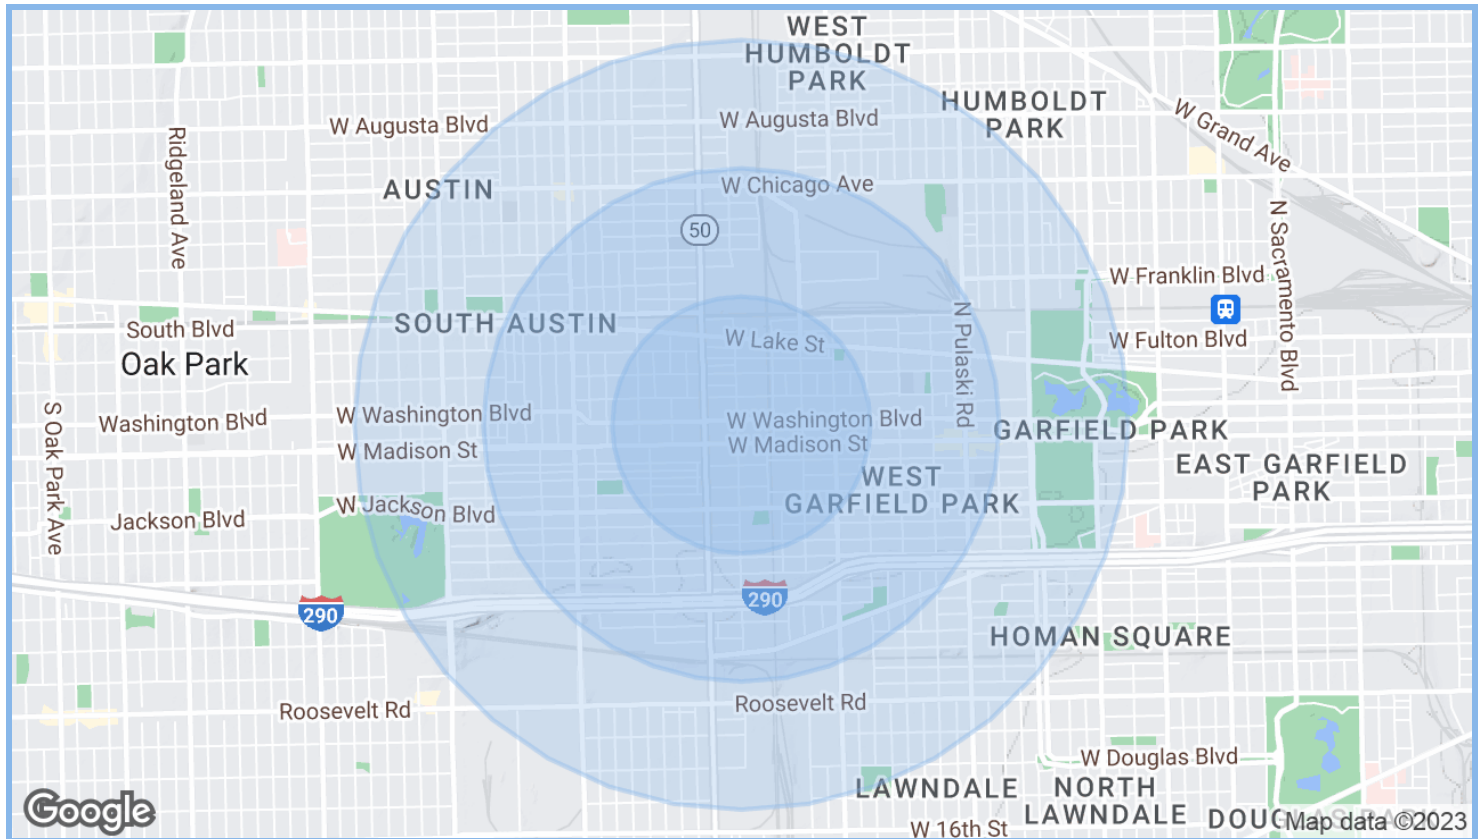 WEST
HUMBOLDT
PARK
HUMBOLDT
PARK
W Augusta Blvd
W Augusta Blvd
W Grand Ave
Ridgeland Ave
AUSTIN
W Chicago Ave
50
N Sacramento Blvd
W Franklin Blvd
SOUTH AUSTIN
South Blvd
W Lake St
N Pulaski Rd
W Fulton Blvd
Oak Park
S Oak Park Ave
Washington Blvd
W Washington Blvd
W Washington Blvd
W Madison St
W Madison St
GARFIELD PARK
EAST GARFIELD
PARK
WEST
GARFIELD PARK
W Jackson Blvd
Jackson Blvd
290
290
HOMAN SQUARE
Roosevelt Rd
Roosevelt Rd
W Douglas Blvd
LAWNDALE
NORTH
LAWNDALE
W 16th St
Google
Map data ©2023